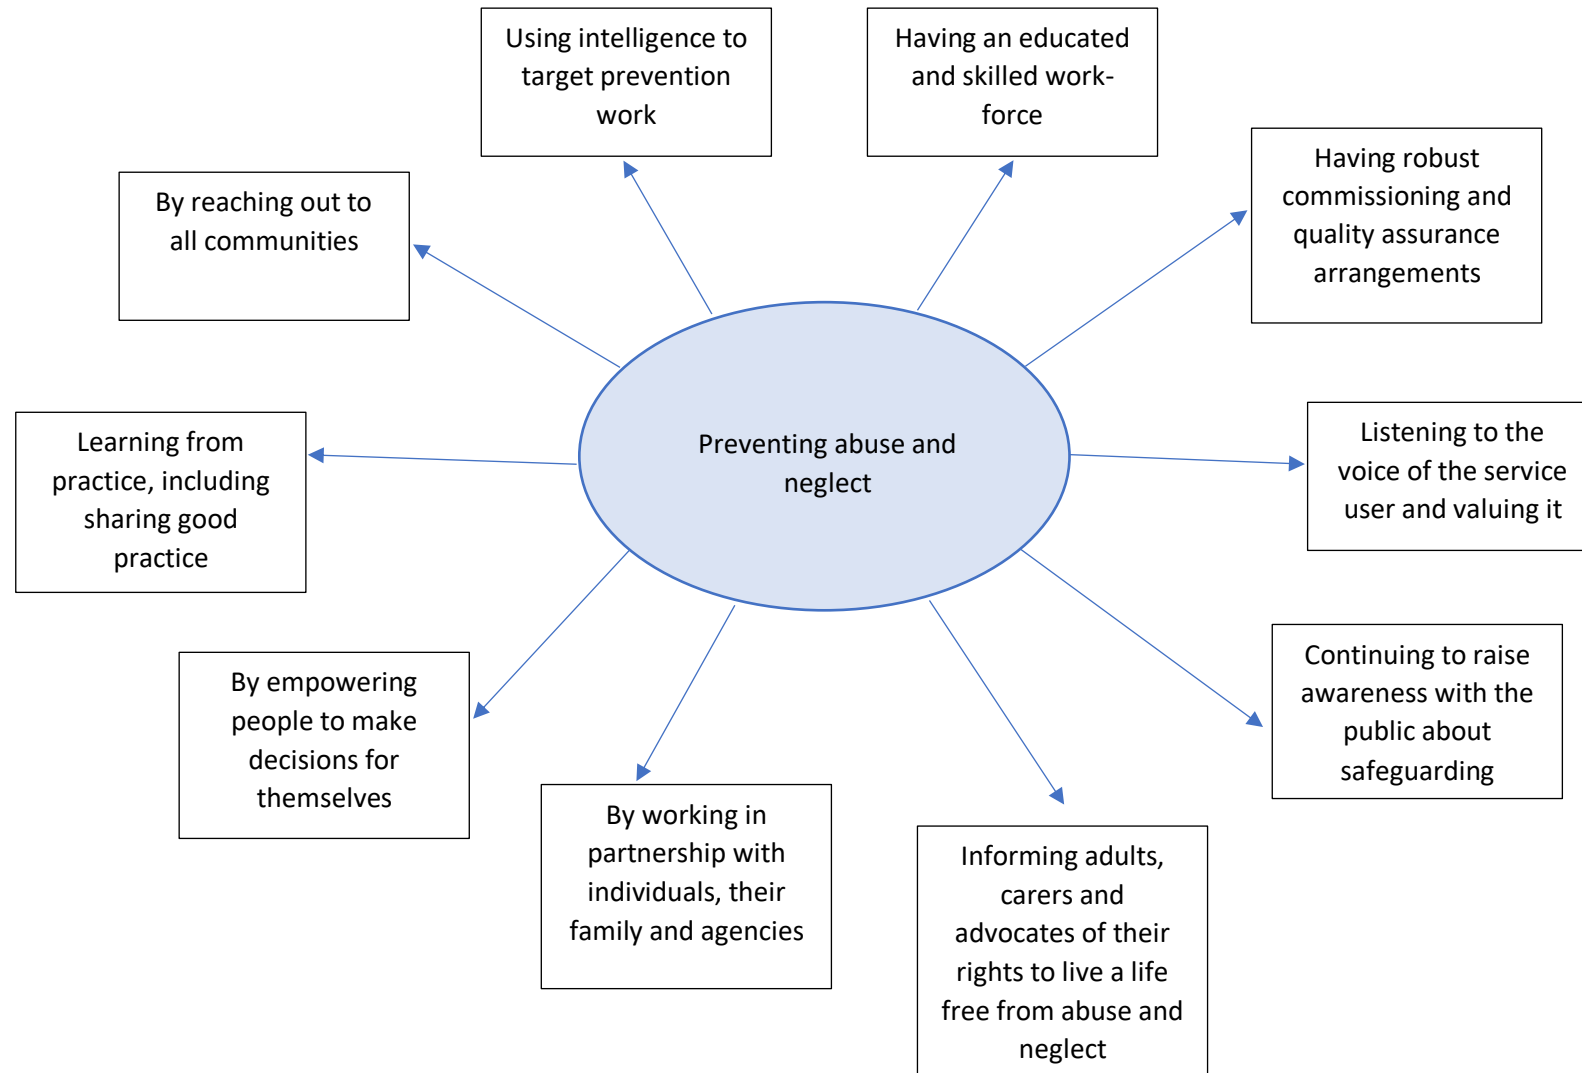 Using intelligence to
target prevention
work
Having an educated
and skilled work-
force
Having robust
commissioning and
quality assurance
arrangements
By reaching out to
all communities
Learning from
practice, including
sharing good
practice
Preventing abuse and
neglect
Listening to the
voice of the service
user and valuing it
By empowering
people to make
decisions for
themselves
Continuing to raise
awareness with the
public about
safeguarding
By working in
partnership with
individuals, their
family and agencies
Informing adults,
carers and
advocates of their
rights to live a life
free from abuse and
neglect